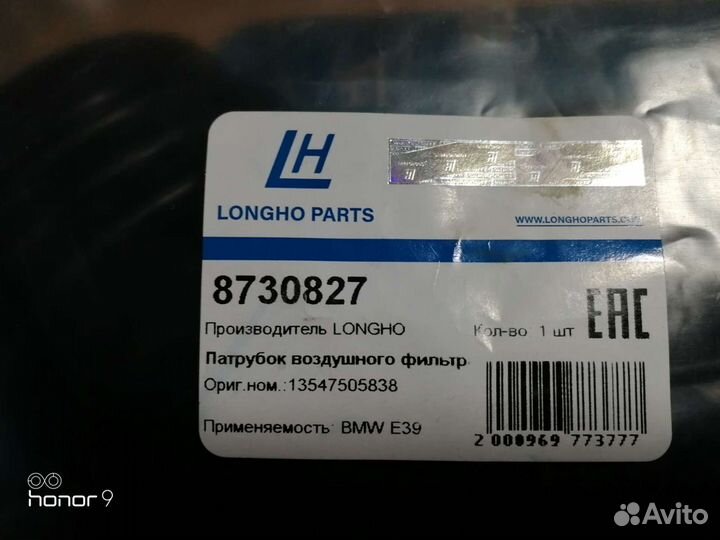 LH
LONGHO PARTS
WWW.LONGHOPARTS.COM
8730827
Производитель LONGHO
Кол-во 1 шт
EAC
Патрубок воздушного фильтр
Ориг.ном.:13547505838
Применяемость: BMW E39
2 000969 773777
honor 9
Avito